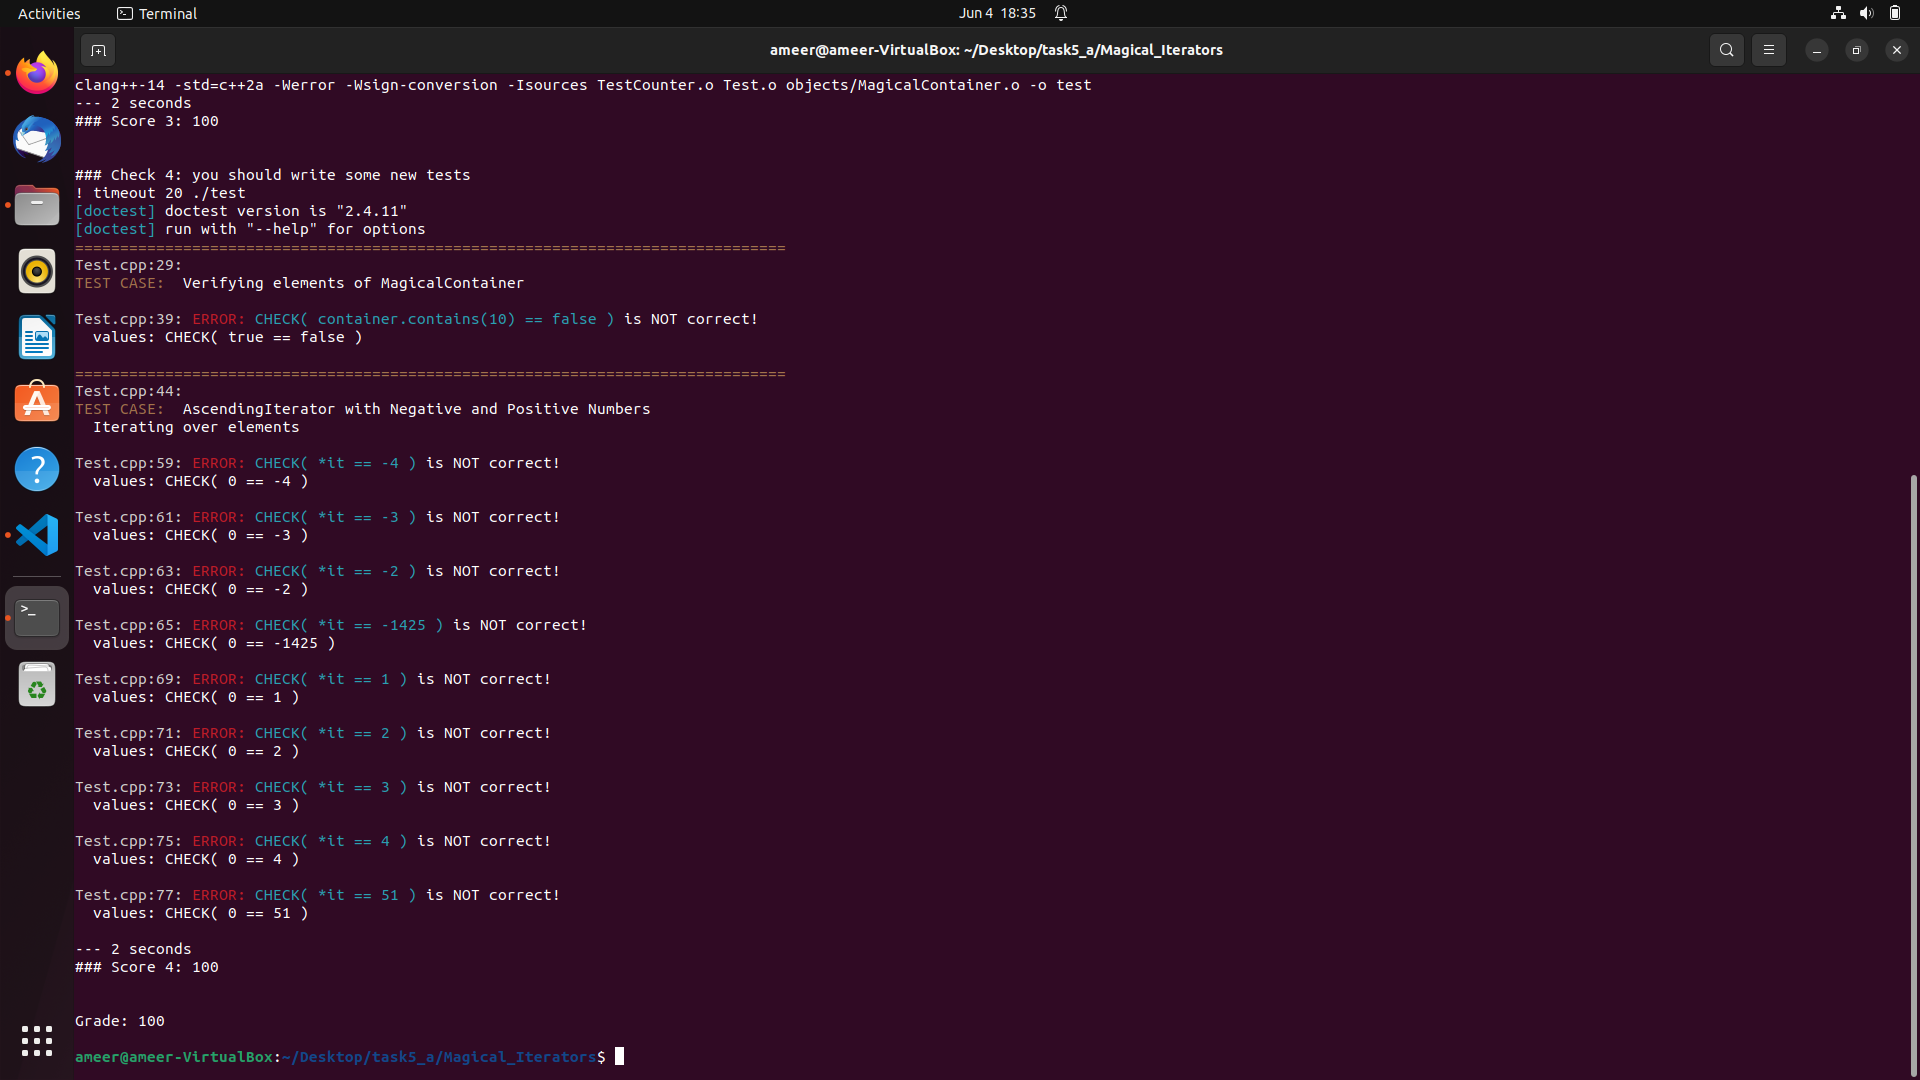 Activities
Terminal
Jun 4 18:35
ameer@ameer-VirtualBox: ~/Desktop/task5_a/Magical_Iterators
clang++-14 -std=c++2a -Werror -Wsign-conversion -Isources TestCounter.o Test.o objects/MagicalContainer.o -o test
--- 2 seconds
### Score 3: 100
### Check 4: you should write some new tests
! timeout 20 ./test
[doctest] doctest version is "2.4.11"
[doctest] run with "--help" for options
===============================================================================
Test.cpp:29:
TEST CASE:  Verifying elements of MagicalContainer
Test.cpp:39: ERROR: CHECK( container.contains(10) == false ) is NOT correct!
  values: CHECK( true == false )
===============================================================================
Test.cpp:44:
TEST CASE:  AscendingIterator with Negative and Positive Numbers
  Iterating over elements
Test.cpp:59: ERROR: CHECK( *it == -4 ) is NOT correct!
  values: CHECK( 0 == -4 )
Test.cpp:61: ERROR: CHECK( *it == -3 ) is NOT correct!
  values: CHECK( 0 == -3 )
Test.cpp:63: ERROR: CHECK( *it == -2 ) is NOT correct!
  values: CHECK( 0 == -2 )
Test.cpp:65: ERROR: CHECK( *it == -1425 ) is NOT correct!
  values: CHECK( 0 == -1425 )
Test.cpp:69: ERROR: CHECK( *it == 1 ) is NOT correct!
  values: CHECK( 0 == 1 )
Test.cpp:71: ERROR: CHECK( *it == 2 ) is NOT correct!
  values: CHECK( 0 == 2 )
Test.cpp:73: ERROR: CHECK( *it == 3 ) is NOT correct!
  values: CHECK( 0 == 3 )
Test.cpp:75: ERROR: CHECK( *it == 4 ) is NOT correct!
  values: CHECK( 0 == 4 )
Test.cpp:77: ERROR: CHECK( *it == 51 ) is NOT correct!
  values: CHECK( 0 == 51 )
--- 2 seconds
### Score 4: 100
Grade: 100
ameer@ameer-VirtualBox:~/Desktop/task5_a/Magical_Iterators$